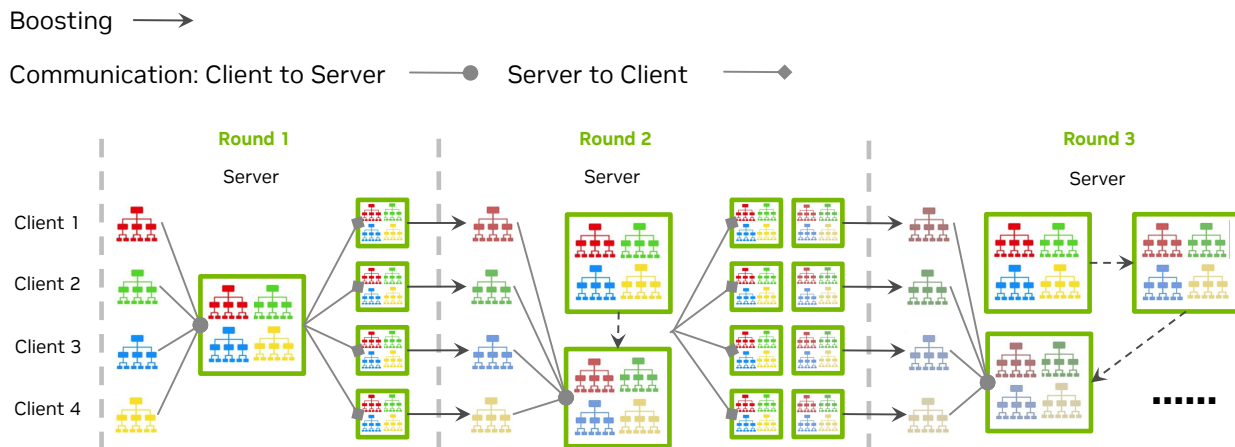 Boosting
Communication: Client to Server Server to Client
Round 1 Round 2 Round 3
Server Server Server
Client 1
Client 2
Client 3
Client 4
......